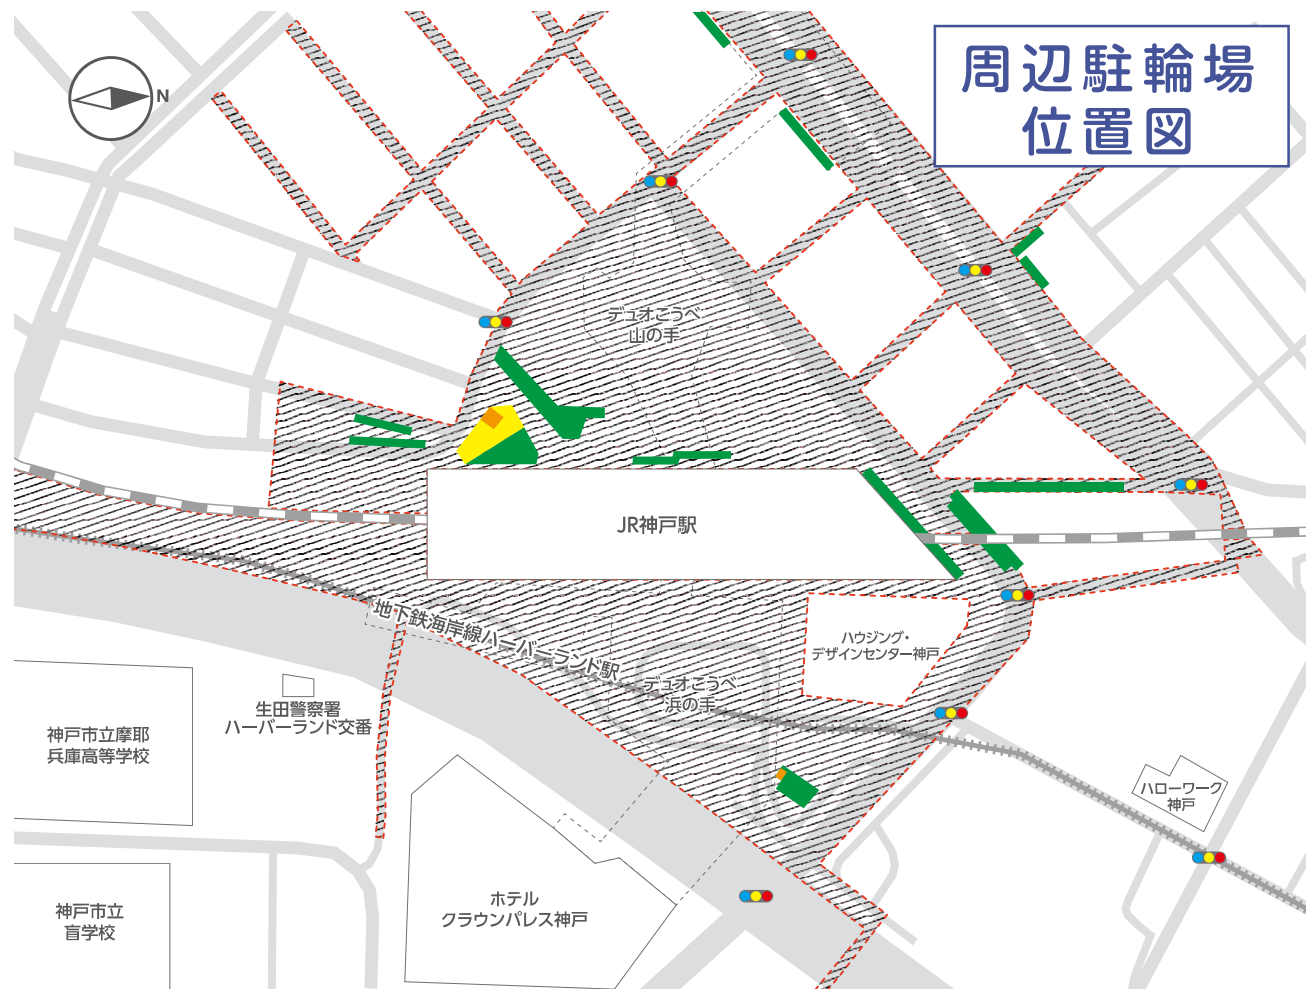 周辺駐輪場
位置図
N
デュオこうべ
山の手
JR神戸駅
地下鉄海岸線ハーバーランド駅
ハウジング・
デザインセンター神戸
デュオこうべ
浜の手
生田警察署
ハーバーランド交番
神戸市立摩耶
兵庫高等学校
ハローワーク
神戸
神戸市立
盲学校
ホテル
クラウンパレス神戸